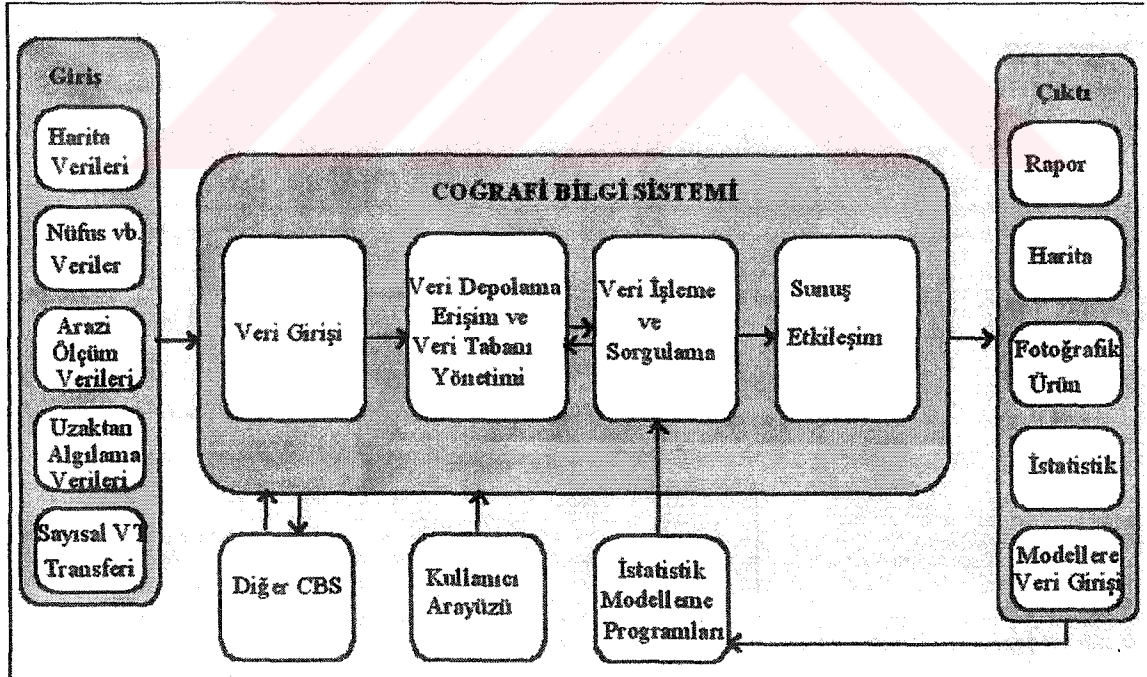 Giriş
Harita
Verileri
Nüfus vb.
Veriler
Arazi
Ölçüm
Verileri
Uzaktan
Algılama
Verileri
Sayısal VT
Transferi
COĞRAFİ BİLGİ SİSTEMİ
Veri Girişi
Veri Depolama
Erişim ve
Veri Tabanı
Yönetimi
Veri İşleme
ve
Sorgulama
Sunuş
Etkileşim
Diğer CBS
Kullanıcı
Arayüzü
İstatistik
Modelleme
Programları
Çıktı
Rapor
Harita
Fotoğrafik
Ürün
İstatistik
Modellere
Veri Girişi